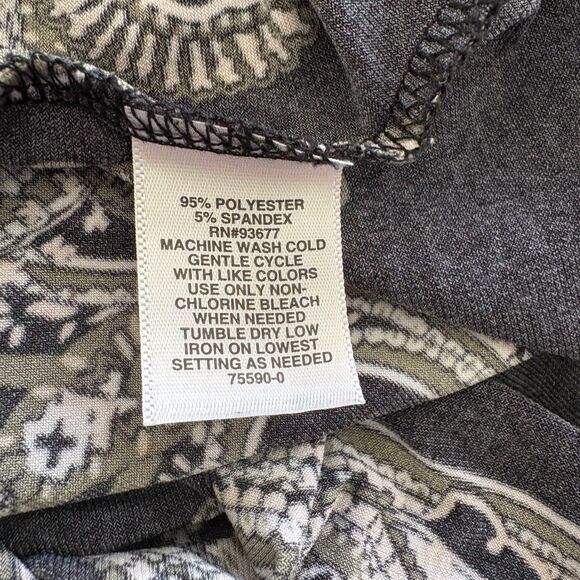 95% POLYESTER
5% SPANDEX
RN#93677
MACHINE WASH COLD
GENTLE CYCLE
WITH LIKE COLORS
USE ONLY NON-
CHLORINE BLEACH
WHEN NEEDED
TUMBLE DRY LOW
IRON ON LOWEST
SETTING AS NEEDED
75590-0